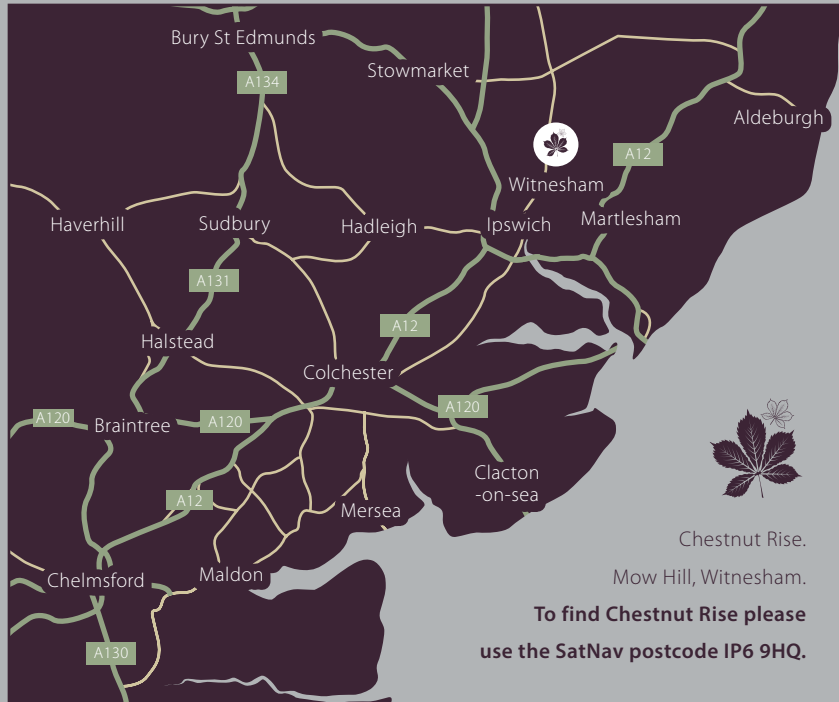 Bury St Edmunds
Stowmarket
A134
Aldeburgh
A12
Witnesham
Haverhill
Sudbury
Hadleigh
Ipswich
Martlesham
A131
A12
Halstead
Colchester
A120
A120
A120
Braintree
Clacton
-on-sea
A12
Mersea
Chelmsford
Maldon
A130
Chestnut Rise.
Mow Hill, Witnesham.
To find Chestnut Rise please
use the SatNav postcode IP6 9HQ.